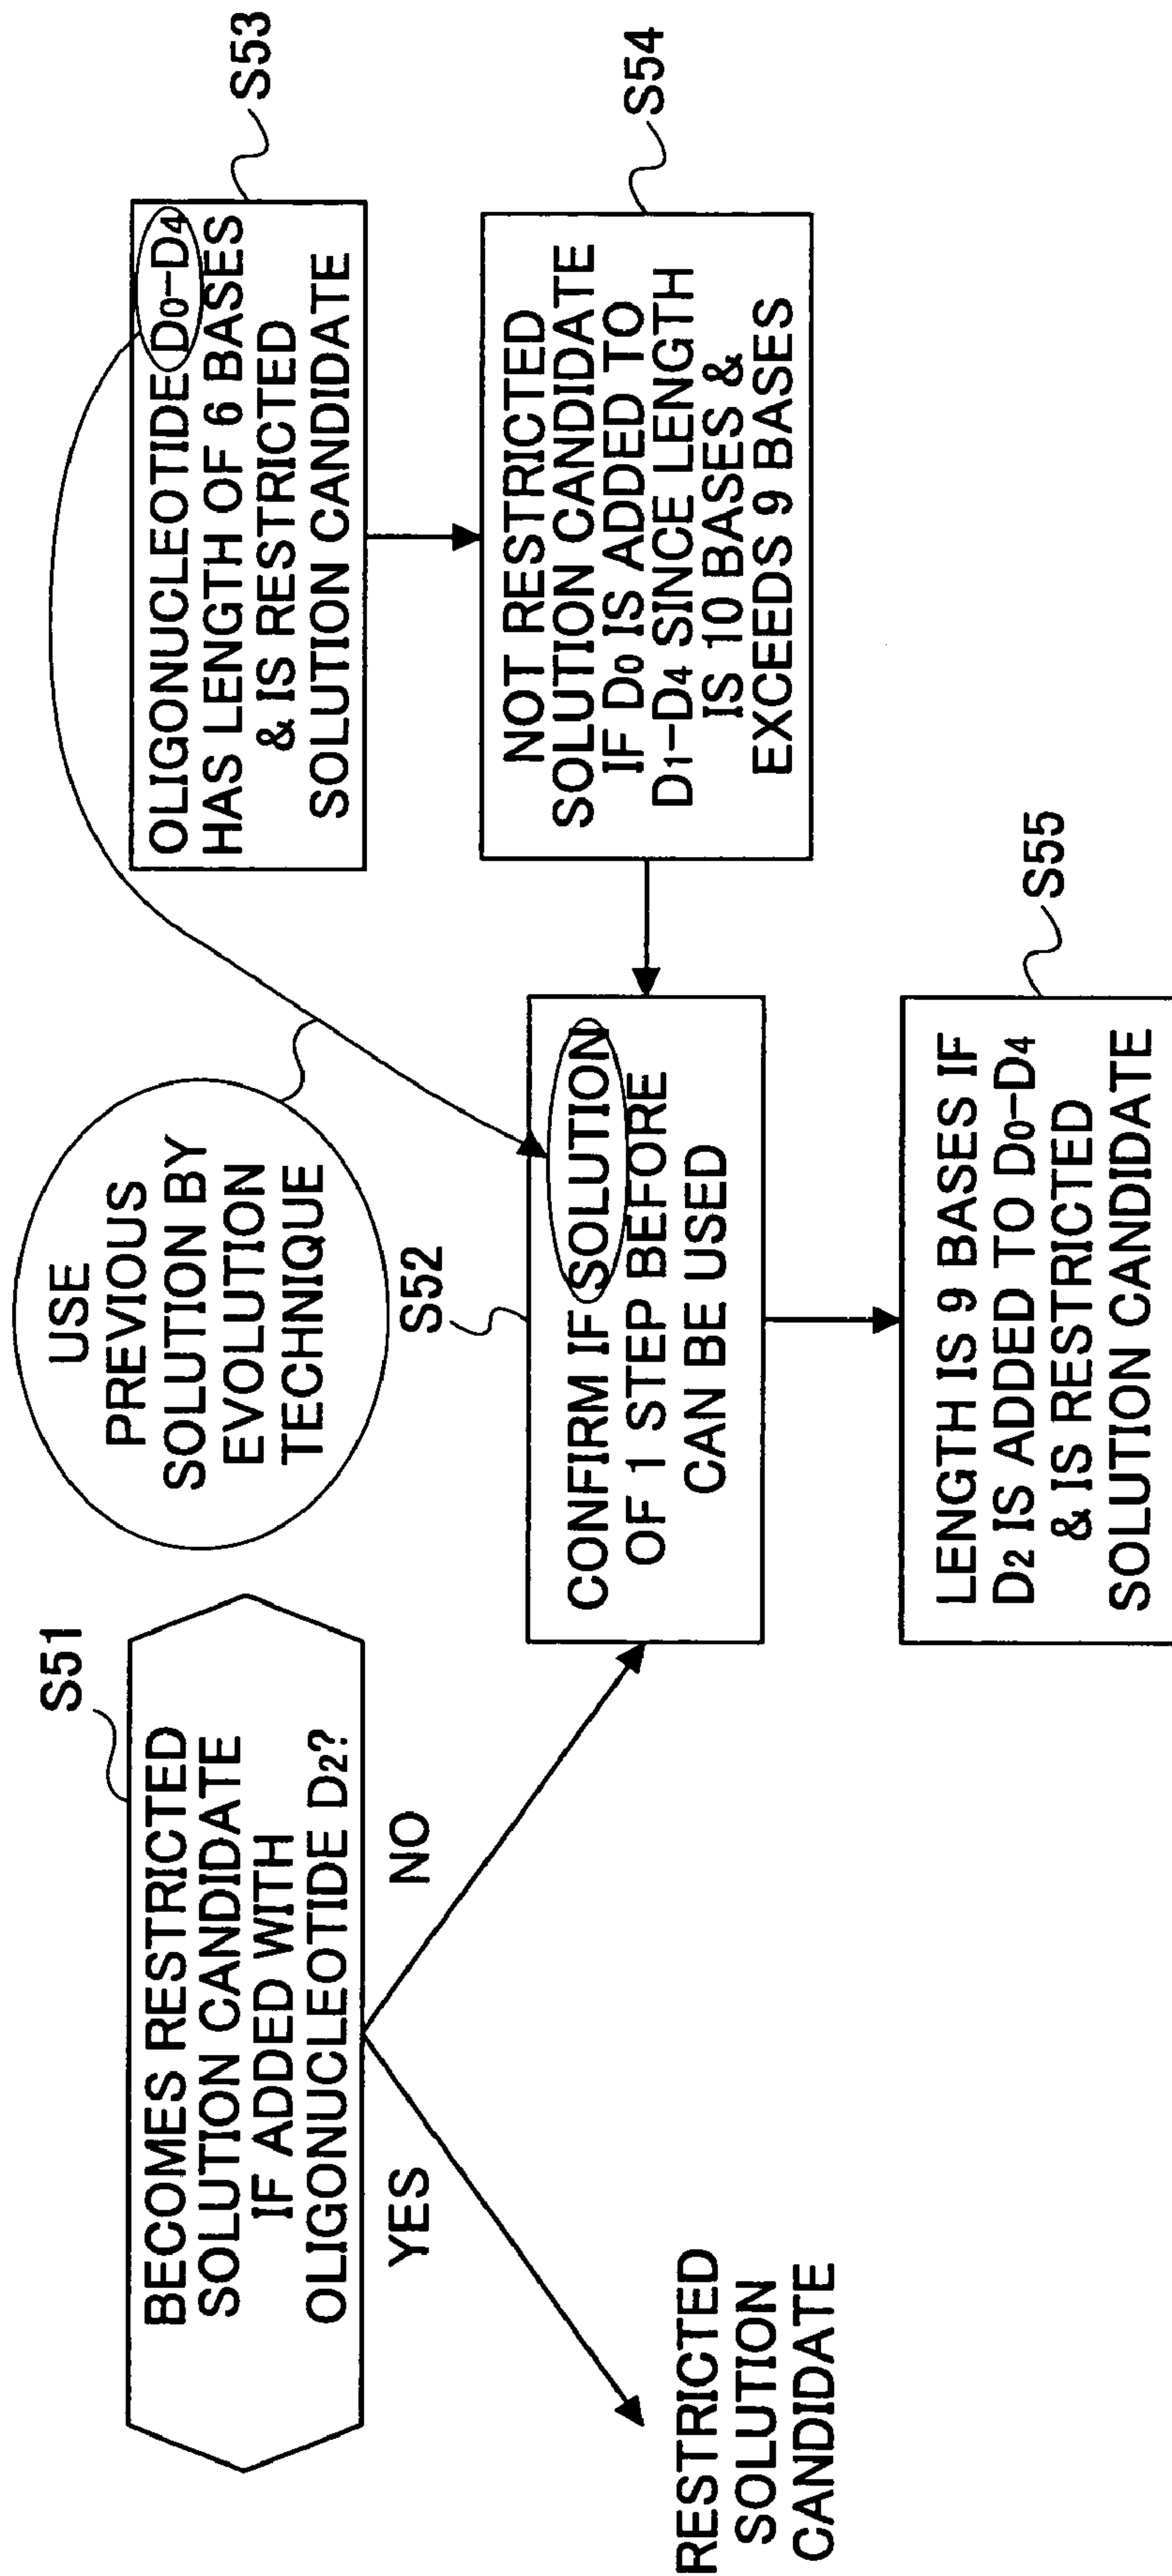 S51
BECOMES RESTRICTED
SOLUTION CANDIDATE
IF ADDED WITH
OLIGONUCLEOTIDE D2?
YES
NO
RESTRICTED
SOLUTION
CANDIDATE
USE
PREVIOUS
SOLUTION BY
EVOLUTION
TECHNIQUE
S52
CONFIRM IF SOLUTION
OF 1 STEP BEFORE
CAN BE USED
S53
OLIGONUCLEOTIDE D0-D4
HAS LENGTH OF 6 BASES
& IS RESTRICTED
SOLUTION CANDIDATE
S54
NOT RESTRICTED
SOLUTION CANDIDATE
IF D0 IS ADDED TO
D1-D4 SINCE LENGTH
IS 10 BASES &
EXCEEDS 9 BASES
S55
LENGTH IS 9 BASES IF
D2 IS ADDED TO D0-D4
& IS RESTRICTED
SOLUTION CANDIDATE